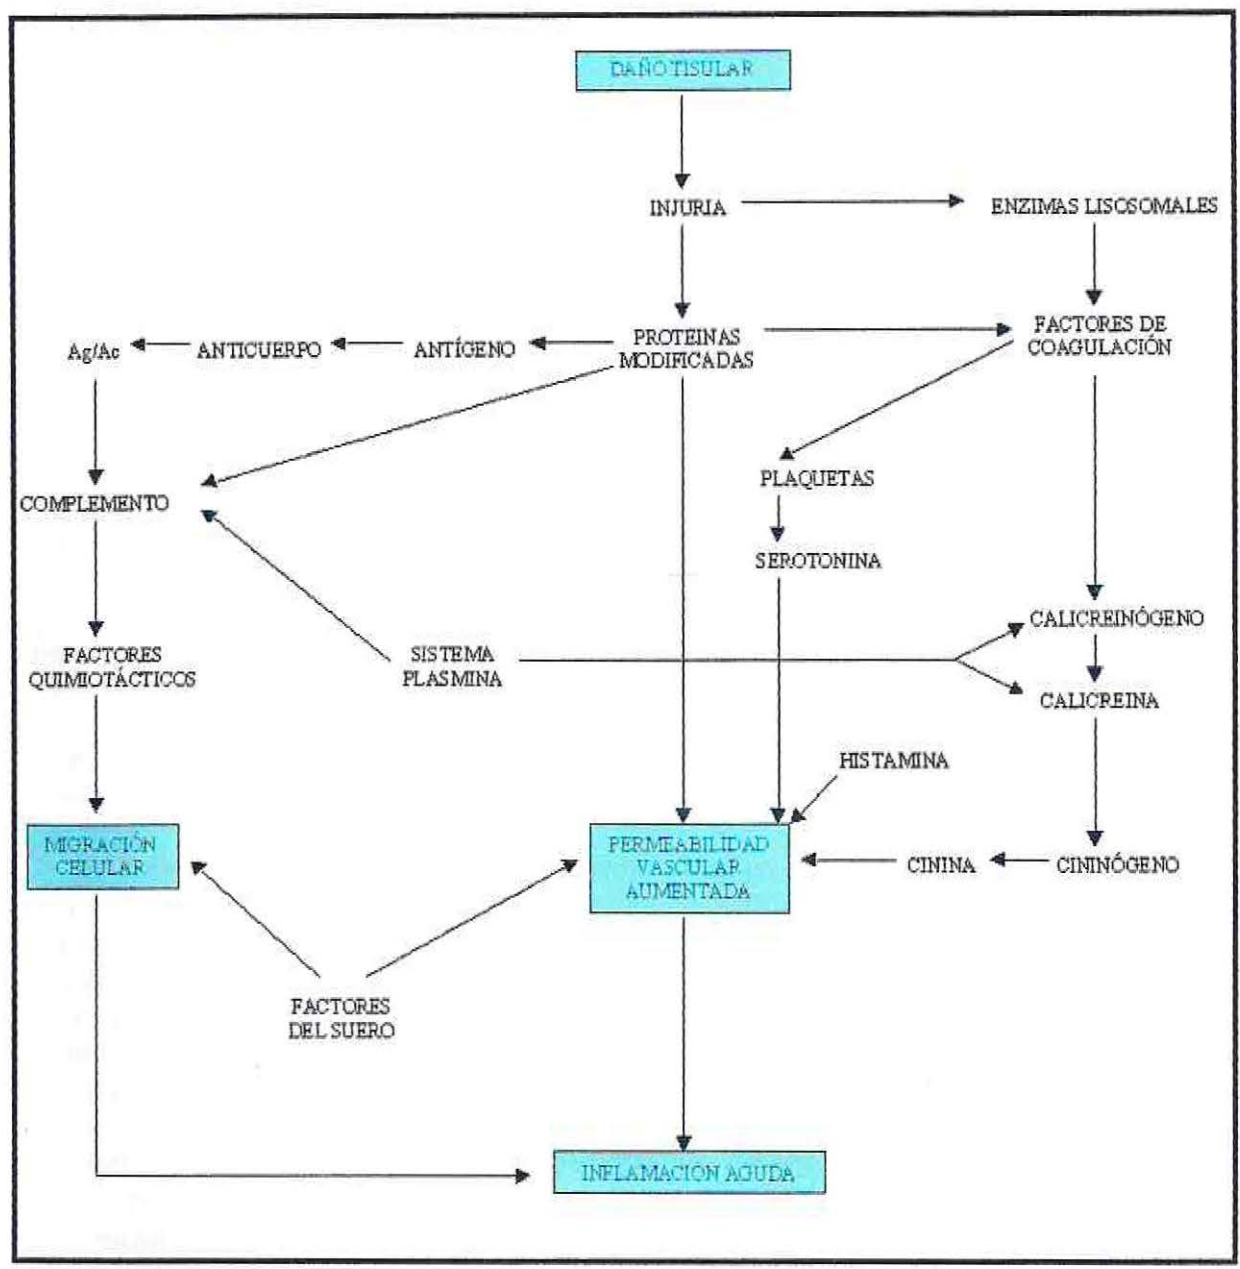 DAÑO TISULAR
INJURIA
ENZIMAS LISOSOMALES
Ag/Ac
ANTICUERPO
ANTÍGENO
PROTEINAS
MODIFICADAS
FACTORES DE
COAGULACIÓN
PLAQUETAS
COMPLEMENTO
SEROTONINA
CALICREINÓGENO
FACTORES
QUIMIOTÁCTICOS
SISTEMA
PLASMINA
CALICREINA
HISTAMINA
MIGRACIÓN
CELULAR
PERMEABILIDAD
VASCULAR
AUMENTADA
CININA
CININÓGENO
FACTORES
DEL SUERO
INFLAMACION AGUDA